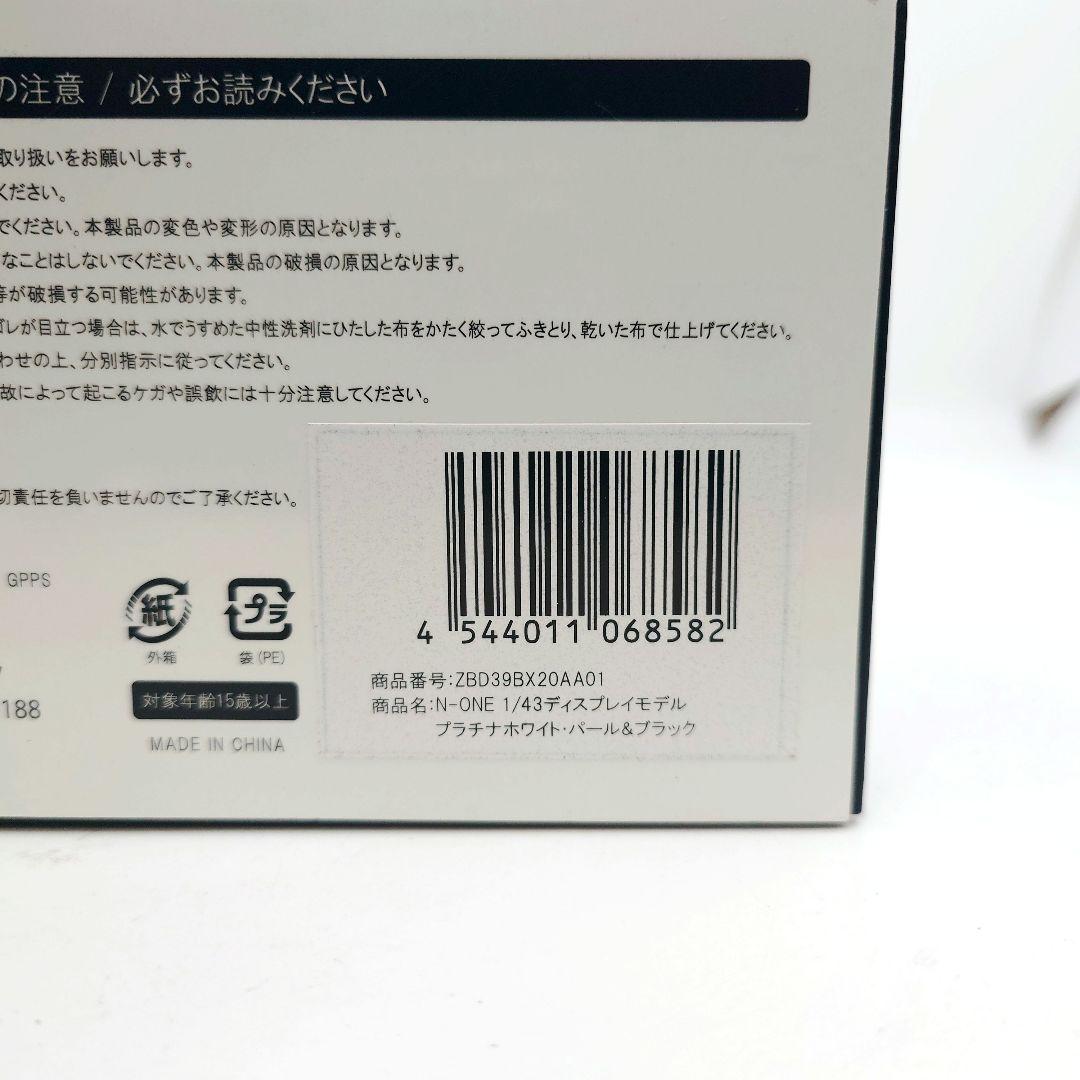 の注意 / 必ずお読みください
取り扱いをお願いします。
ください。
でください。本製品の変色や変形の原因となります。
なことはしないでください。本製品の破損の原因となります。
等が破損する可能性があります。
ゴレが目立つ場合は、水でうすめた中性洗剤にひたした布をかたく絞ってふきとり、乾いた布で仕上げてください。
わせの上、分別指示に従ってください。
故によって起こるケガや誤飲には十分注意してください。
切責任を負いませんのでご了承ください。
GPPS
紙
プラ
外箱
袋(PE)
188
対象年齢15歳以上
MADE IN CHINA
4 544011 068582
商品番号:ZBD39BX20AA01
商品名:N-ONE 1/43ディスプレイモデル
プラチナホワイト・パール&ブラック